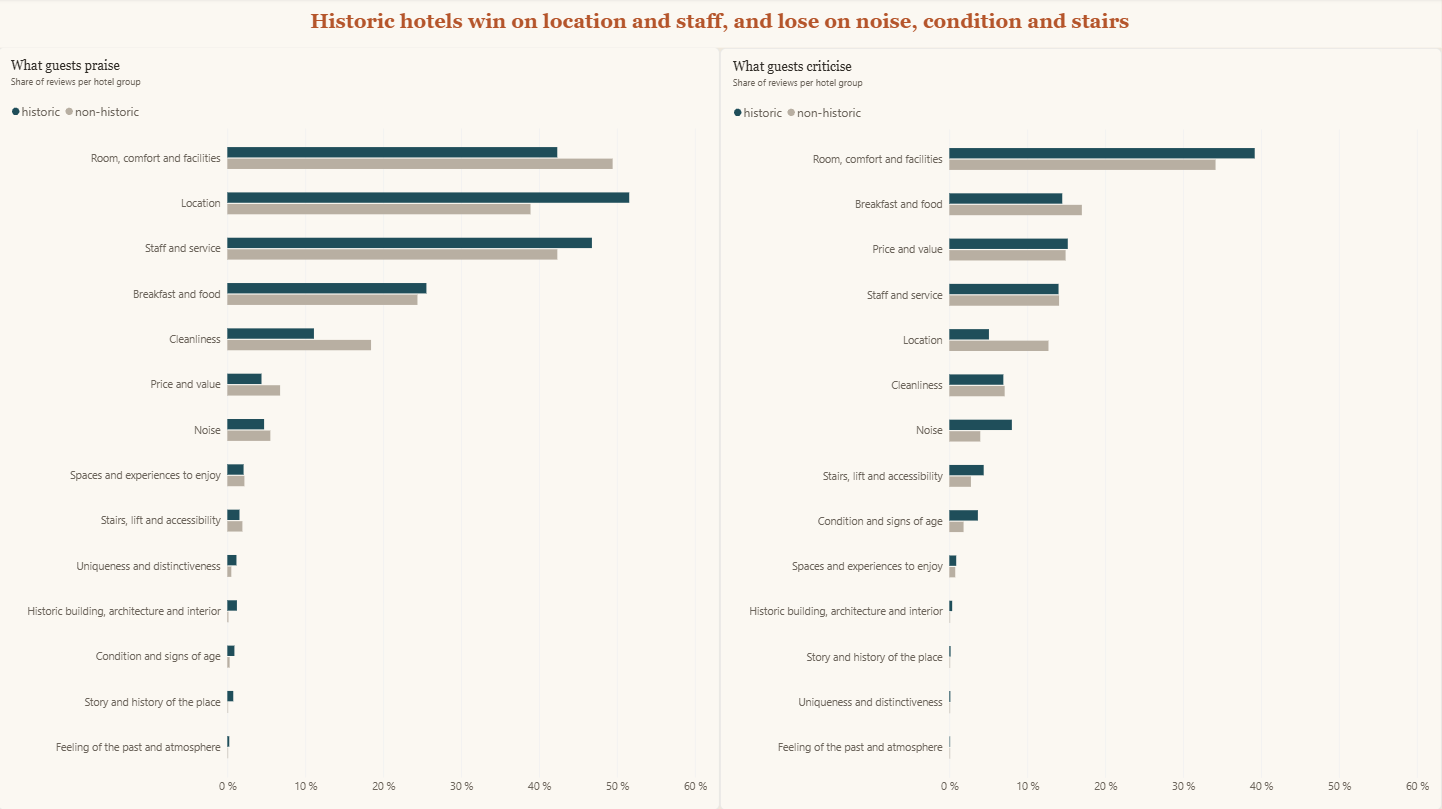 Historic hotels win on location and staff, and lose on noise, condition and stairs
What guests praise
Share of reviews per hotel group
historic non-historic
Room, comfort and facilities
Location
Staff and service
Breakfast and food
Cleanliness
Price and value
Noise
Spaces and experiences to enjoy
Stairs, lift and accessibility
Uniqueness and distinctiveness
Historic building, architecture and interior
Condition and signs of age
Story and history of the place
Feeling of the past and atmosphere
0 % 10 % 20 % 30 % 40 % 50 % 60 %
What guests criticise
Share of reviews per hotel group
historic non-historic
Room, comfort and facilities
Breakfast and food
Price and value
Staff and service
Location
Cleanliness
Noise
Stairs, lift and accessibility
Condition and signs of age
Spaces and experiences to enjoy
Historic building, architecture and interior
Story and history of the place
Uniqueness and distinctiveness
Feeling of the past and atmosphere
0 % 10 % 20 % 30 % 40 % 50 % 60 %